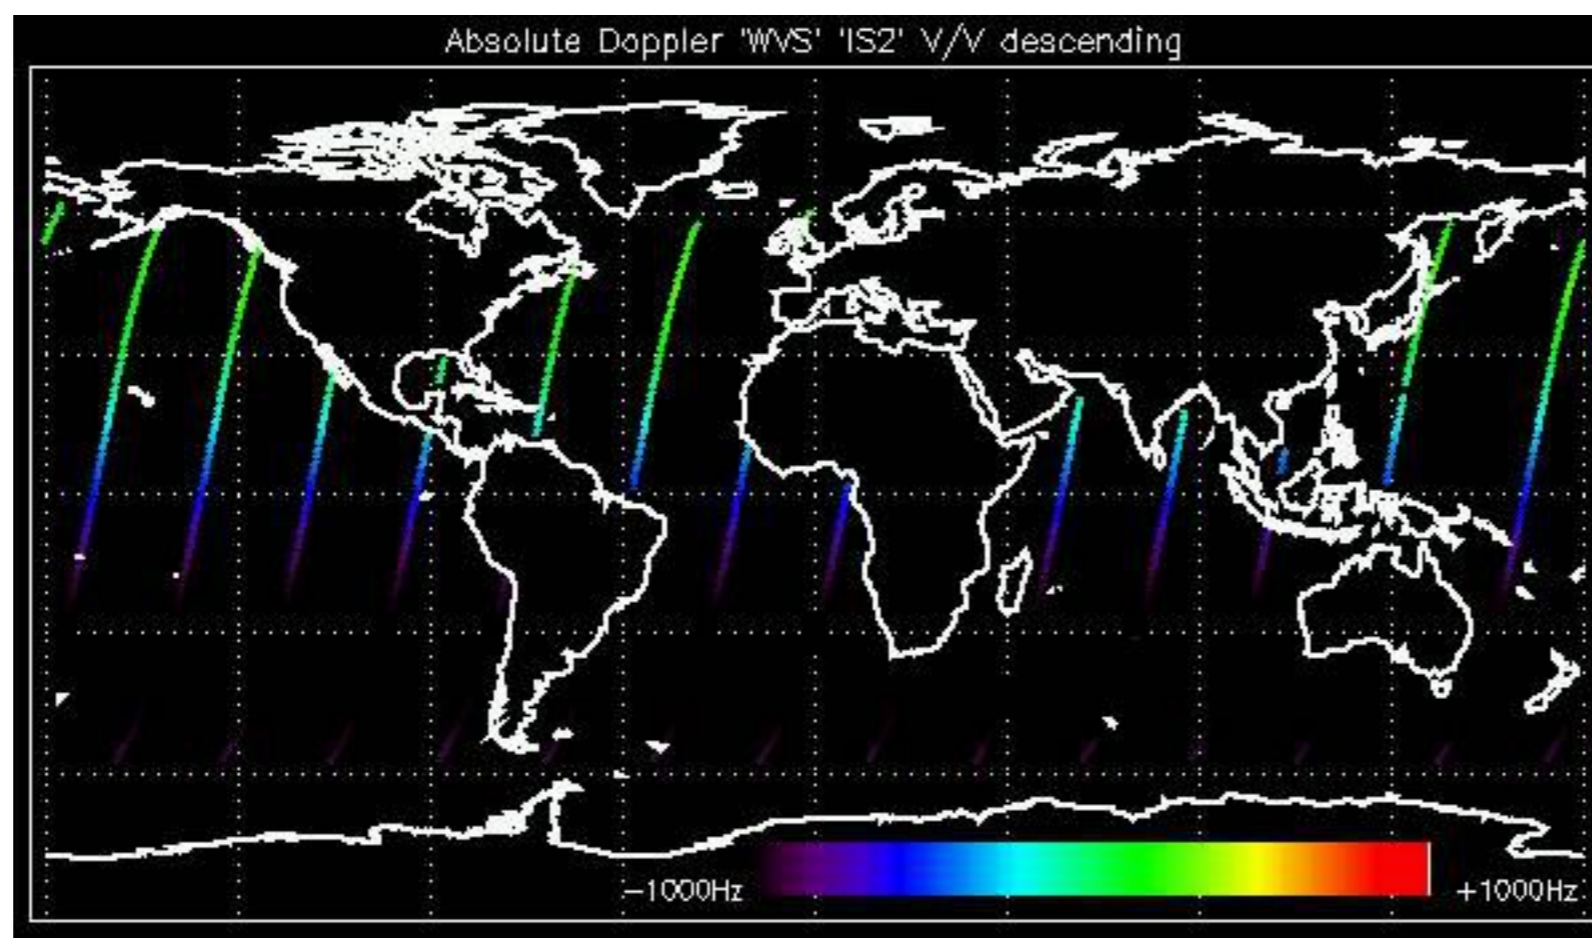 Absolute Doppler 'WVS' 'IS2' V/V descending
-1000Hz
+1000Hz